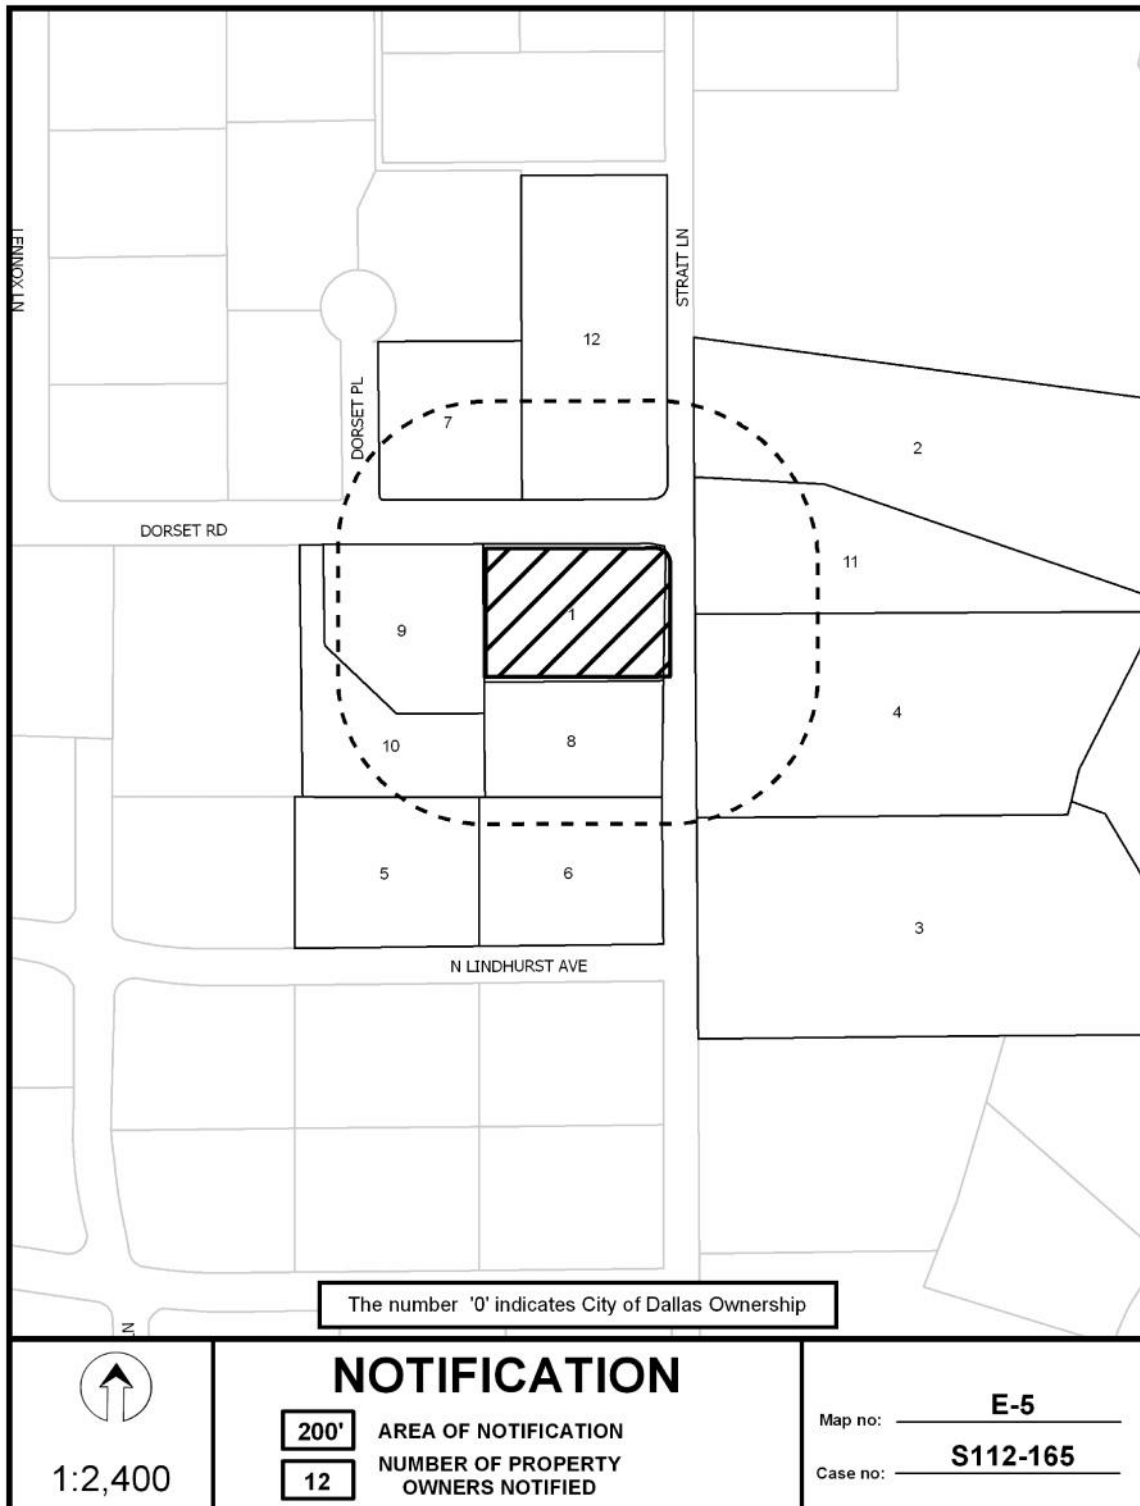 LENNOX LN
STRAIT LN
12
DORSET PL
7
2
DORSET RD
11
1
9
4
10
8
5
6
3
N LINDHURST AVE
The number '0' indicates City of Dallas Ownership
N
1:2,400
NOTIFICATION
200' AREA OF NOTIFICATION
12 NUMBER OF PROPERTY
OWNERS NOTIFIED
Map no: E-5
Case no: S112-165